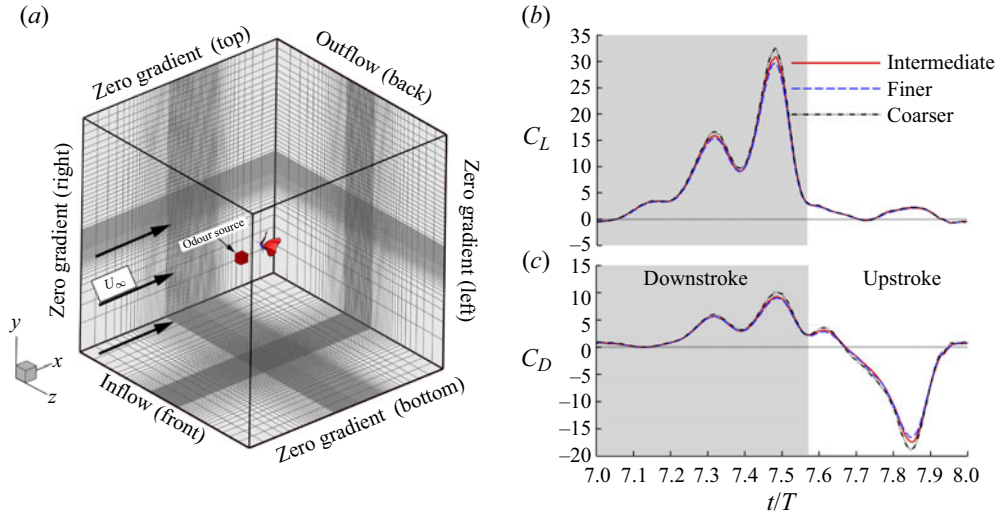 (a)
Zero gradient (top)
Outflow (back)
Zero gradient (right)
Zero gradient (left)
Odour source
U∞
Inflow (front)
Zero gradient (bottom)
y
x
z
(b)
35
30
25
20
15
10
5
0
−5
C_L
Intermediate
Finer
Coarser
(c)
Downstroke
Upstroke
15
10
5
0
−5
−10
−15
−20
C_D
7.0 7.1 7.2 7.3 7.4 7.5 7.6 7.7 7.8 7.9 8.0
t/T